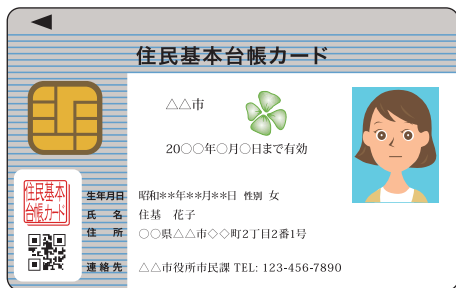 住民基本台帳カード
△△市
20○○年○月○日まで有効
住民基本
台帳カード
生年月日 昭和**年**月**日 性別 女
氏 名 住基 花子
住 所 ○○県△△市◇◇町2丁目2番1号
連絡先 △△市役所市民課 TEL: 123-456-7890